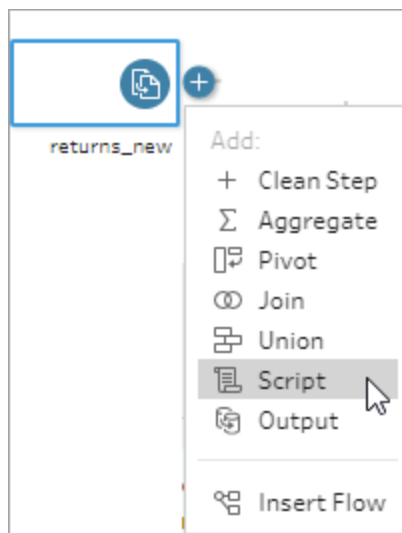 returns_new
Add:
Clean Step
Aggregate
Pivot
Join
Union
Script
Output
Insert Flow